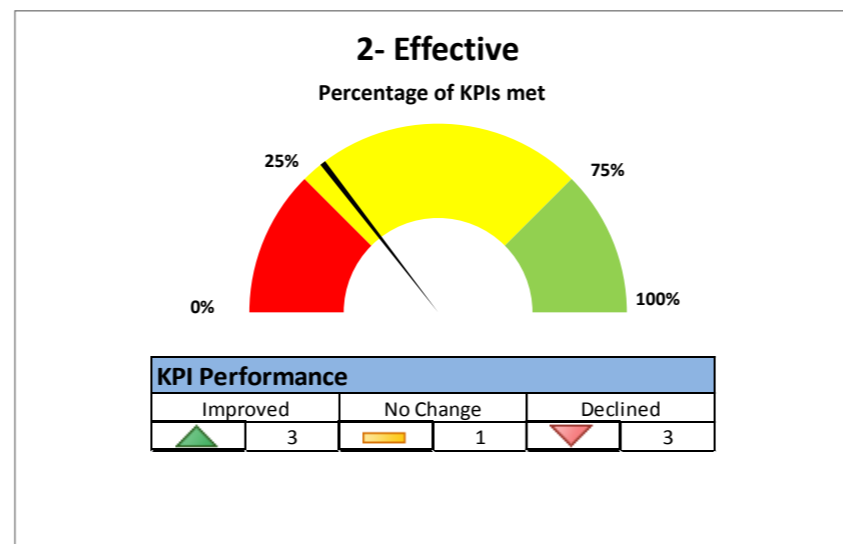 2- Effective
Percentage of KPIs met
25%
75%
0%
100%
KPI Performance
Improved No Change Declined
3 1 3